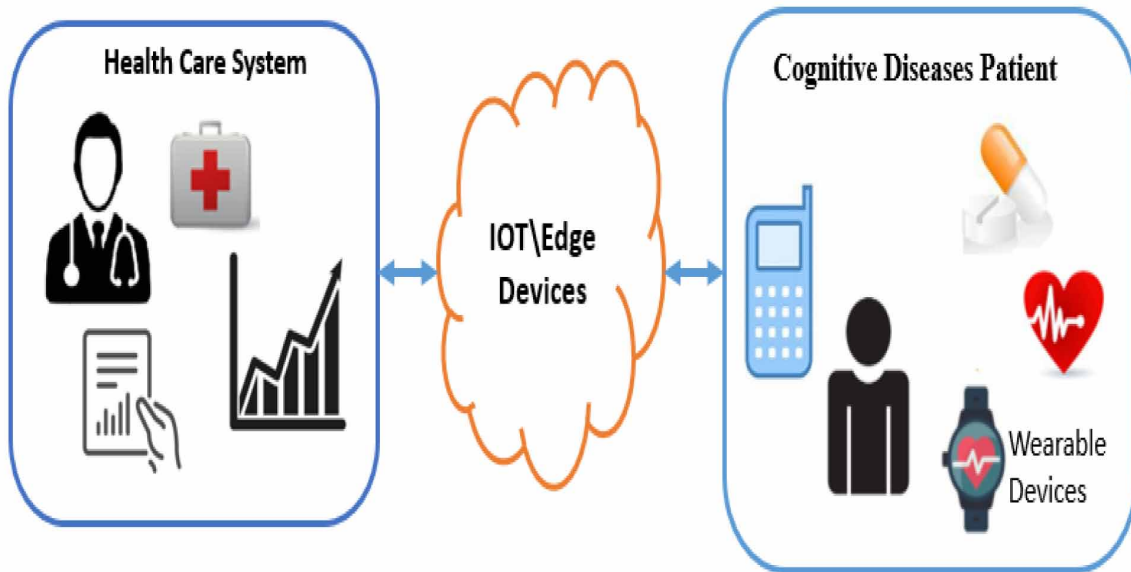 Health Care System
IOT\Edge
Devices
Cognitive Diseases Patient
Wearable
Devices